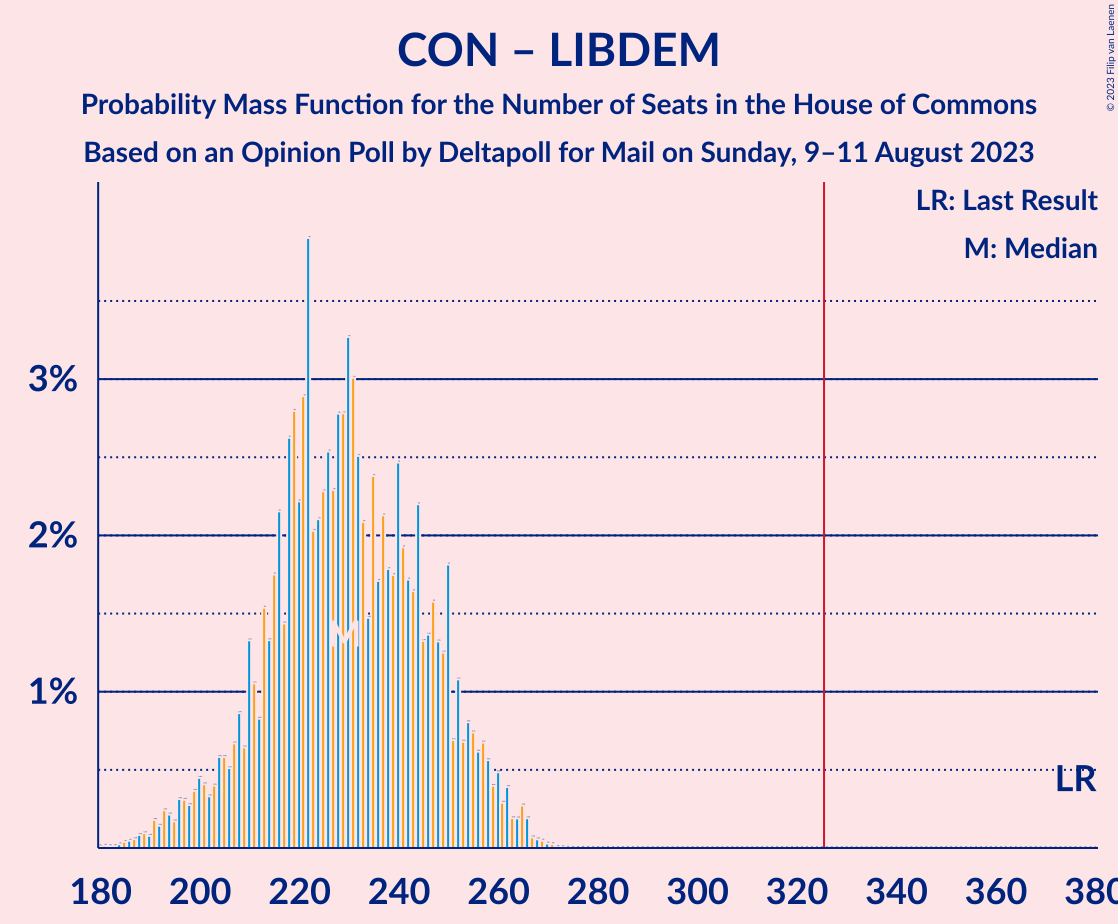 CON – LIBDEM
Probability Mass Function for the Number of Seats in the House of Commons
Based on an Opinion Poll by Deltapoll for Mail on Sunday, 9–11 August 2023
© 2023 Filip van Laenen
LR: Last Result
M: Median
3%
2%
1%
M
LR
180 200 220 240 260 280 300 320 340 360 380